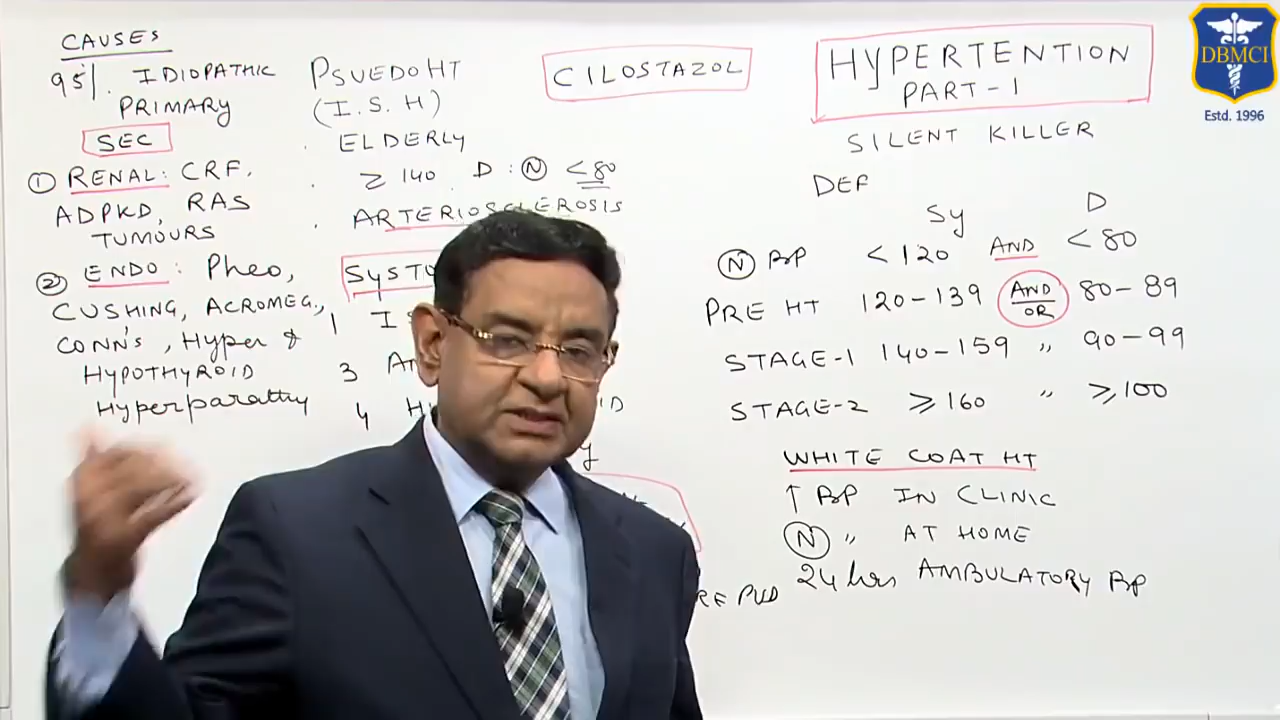 CAUSES
95% IDIOPATHIC
PRIMARY
SEC
① RENAL: CRF,
ADPKD, RAS
TUMOURS
② ENDO: Pheo,
CUSHING, ACROMEG.,
CONN'S, Hyper &
HYPOTHYROID
Hyperparathy
PSUEDO HT
(I.S.H)
. ELDERLY
. ≥ 140 D: Ⓝ <80
. ARTERIOSCLEROSIS
1
3
4
CILOSTAZOL
HYPERTENTION
PART-1
SILENT KILLER
DEF
Sy D
Ⓝ BP <120 AND <80
PRE HT 120-139 AND/OR 80-89
STAGE-1 140-159 " 90-99
STAGE-2 ≥160 " ≥100
WHITE COAT HT
↑ BP IN CLINIC
Ⓝ " AT HOME
24 hrs AMBULATORY BP
DBMCI
Estd. 1996